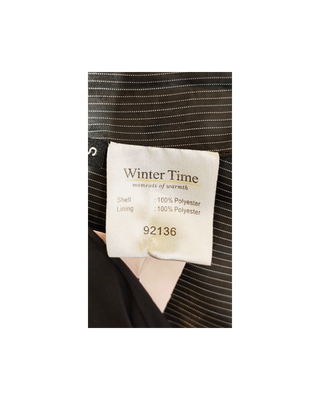 S
Winter Time
moments of warmth
Shell : 100% Polyester
Lining : 100% Polyester
92136